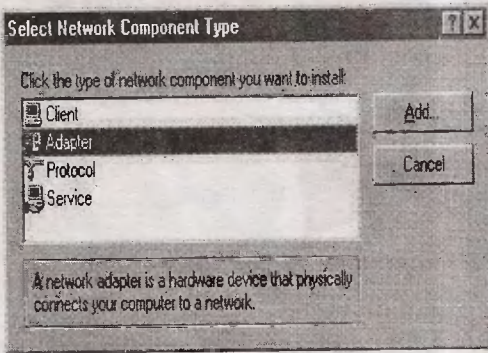 Select Network Component Type
Click the type of network component you want to install:
Client
Add...
Adapter
Protocol
Cancel
Service
A network adapter is a hardware device that physically
connects your computer to a network.